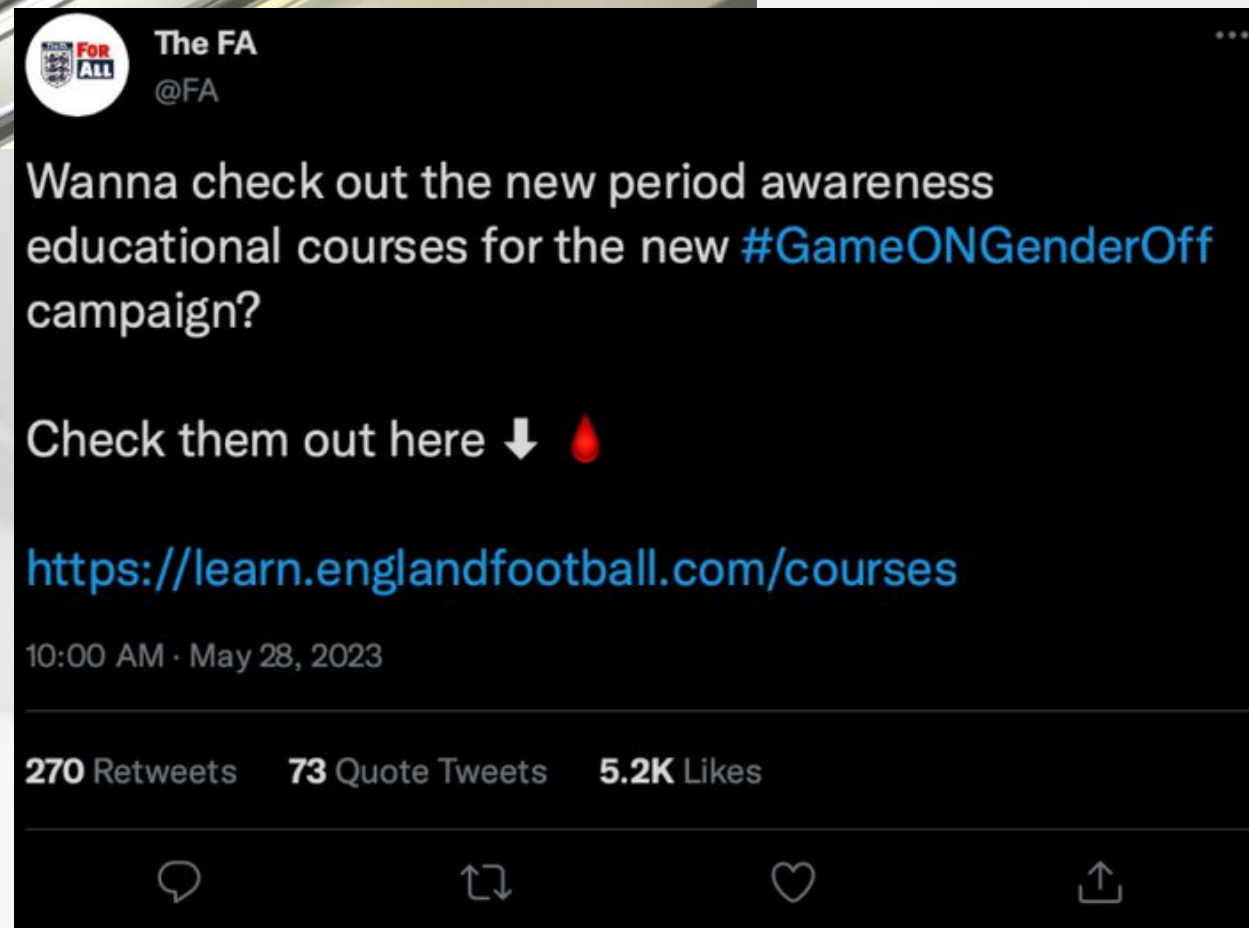 FOR
ALL
The FA
@FA
Wanna check out the new period awareness
educational courses for the new #GameONGenderOff
campaign?
Check them out here ⬇ 🩸
https://learn.englandfootball.com/courses
10:00 AM · May 28, 2023
270 Retweets 73 Quote Tweets 5.2K Likes